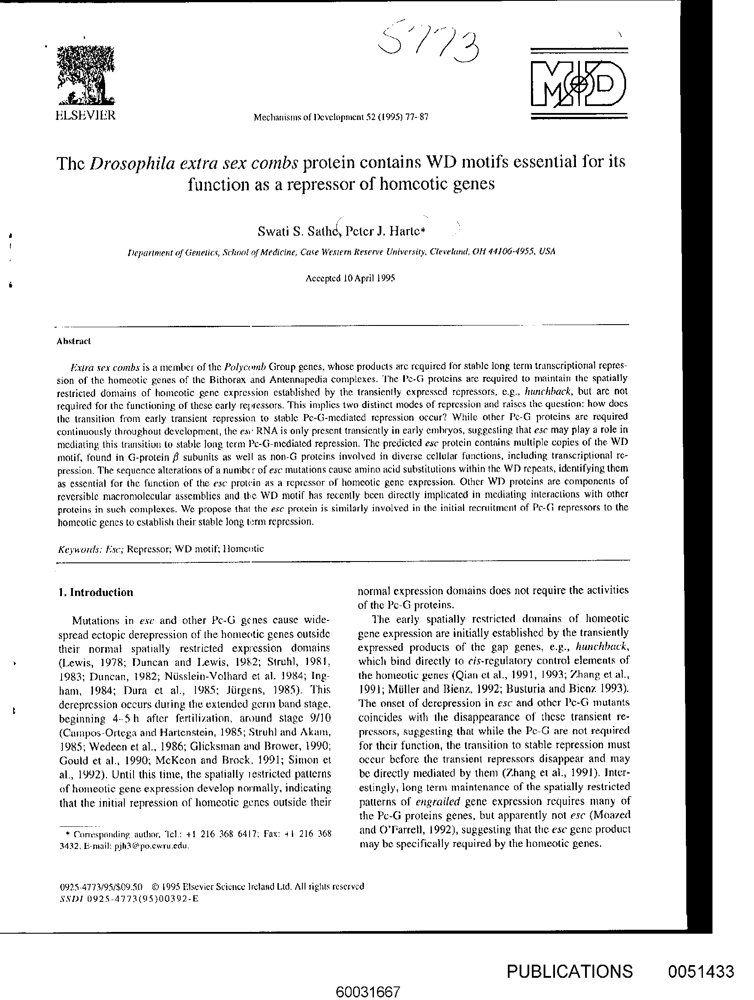 5773
ELSEVIER
M D
Mechanisms of Development 52 (1995) 77-87
The Drosophila extra sex combs protein contains WD motifs essential for its
function as a repressor of homeotic genes
Swati S. Sathe, Peter J. Harte*
Department of Genetics, School of Medicine, Case Western Reserve University, Cleveland, OH 44106-4955, USA
Accepted 10 April 1995
Abstract
Extra sex combs is a member of the Polycomb Group genes, whose products are required for stable long term transcriptional repres-
sion of the homeotic genes of the Bithorax and Antennapedia complexes. The Pc-G proteins are required to maintain the spatially
restricted domains of homeotic gene expression established by the transiently expressed repressors, e.g., hunchback, but are not
required for the functioning of these early repressors. This implies two distinct modes of repression and raises the question: how does
the transition from early transient repression to stable Pc-G-mediated repression occur? While other Pc-G proteins are required
continuously throughout development, the esc RNA is only present transiently in early embryos, suggesting that esc may play a role in
mediating this transition to stable long term Pc-G-mediated repression. The predicted esc protein contains multiple copies of the WD
motif, found in G-protein β subunits as well as non-G proteins involved in diverse cellular functions, including transcriptional re-
pression. The sequence alterations of a number of esc mutations cause amino acid substitutions within the WD repeats, identifying them
as essential for the function of the esc protein as a repressor of homeotic gene expression. Other WD proteins are components of
reversible macromolecular assemblies and the WD motif has recently been directly implicated in mediating interactions with other
proteins in such complexes. We propose that the esc protein is similarly involved in the initial recruitment of Pc-G repressors to the
homeotic genes to establish their stable long term repression.
Keywords: Esc; Repressor; WD motif; Homeotic
1. Introduction
Mutations in esc and other Pc-G genes cause wide-
spread ectopic derepression of the homeotic genes outside
their normal spatially restricted expression domains
(Lewis, 1978; Duncan and Lewis, 1982; Struhl, 1981,
1983; Duncan, 1982; Nüsslein-Volhard et al. 1984; Ing-
ham, 1984; Dura et al., 1985; Jürgens, 1985). This
derepression occurs during the extended germ band stage,
beginning 4–5 h after fertilization, around stage 9/10
(Campos-Ortega and Hartenstein, 1985; Struhl and Akam,
1985; Wedeen et al., 1986; Glicksman and Brower, 1990;
Gould et al., 1990; McKeon and Brock, 1991; Simon et
al., 1992). Until this time, the spatially restricted patterns
of homeotic gene expression develop normally, indicating
that the initial repression of homeotic genes outside their
* Corresponding author, Tel.: +1 216 368 6417; Fax: +1 216 368
3432; E-mail: pjh3@po.cwru.edu.
normal expression domains does not require the activities
of the Pc-G proteins.
The early spatially restricted domains of homeotic
gene expression are initially established by the transiently
expressed products of the gap genes, e.g., hunchback,
which bind directly to cis-regulatory control elements of
the homeotic genes (Qian et al., 1991, 1993; Zhang et al.,
1991; Müller and Bienz, 1992; Busturia and Bienz 1993).
The onset of derepression in esc and other Pc-G mutants
coincides with the disappearance of these transient re-
pressors, suggesting that while the Pc-G are not required
for their function, the transition to stable repression must
occur before the transient repressors disappear and may
be directly mediated by them (Zhang et al., 1991). Inter-
estingly, long term maintenance of the spatially restricted
patterns of engrailed gene expression requires many of
the Pc-G proteins genes, but apparently not esc (Moazed
and O'Farrell, 1992), suggesting that the esc gene product
may be specifically required by the homeotic genes.
0925-4773/95/$09.50 © 1995 Elsevier Science Ireland Ltd. All rights reserved
SSDI 0925-4773(95)00392-E
PUBLICATIONS 0051433
60031667